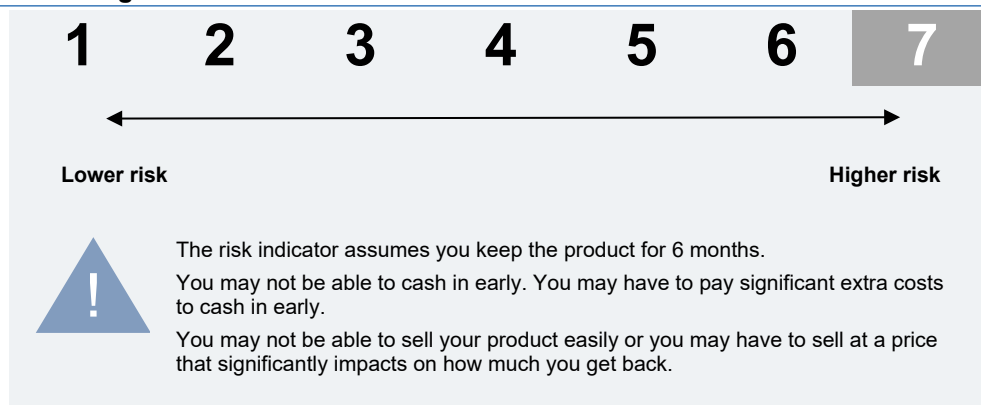 1 2 3 4 5 6 7
Lower risk Higher risk
!
The risk indicator assumes you keep the product for 6 months.
You may not be able to cash in early. You may have to pay significant extra costs
to cash in early.
You may not be able to sell your product easily or you may have to sell at a price
that significantly impacts on how much you get back.